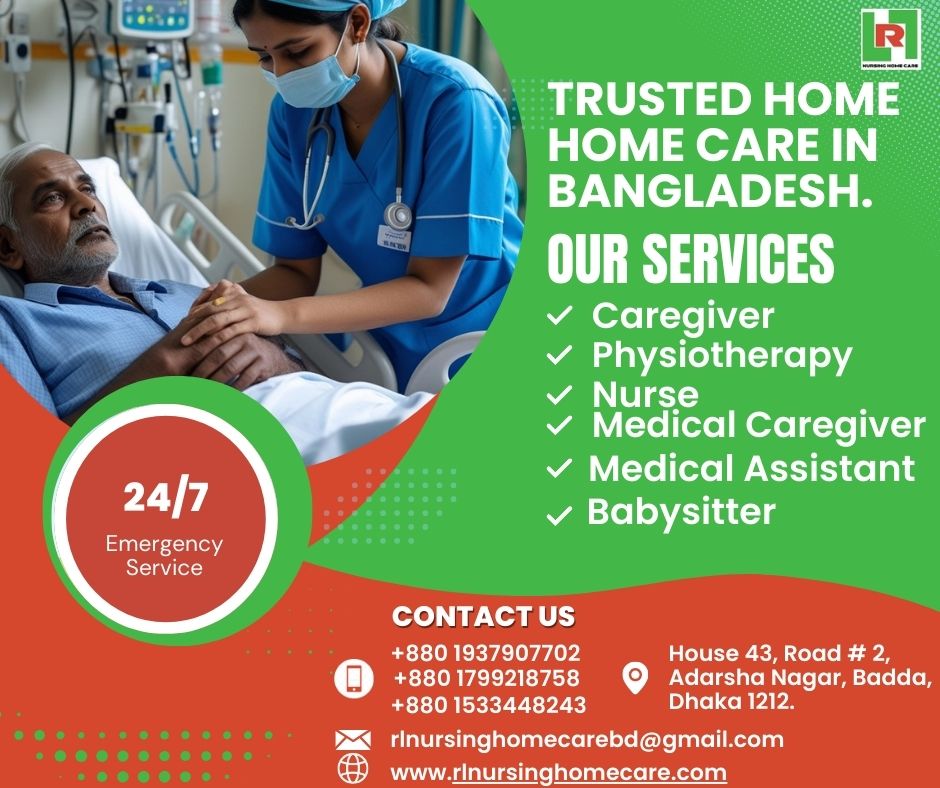 R
NURSING HOME CARE
TRUSTED HOME
HOME CARE IN
BANGLADESH.
OUR SERVICES
Caregiver
Physiotherapy
Nurse
Medical Caregiver
Medical Assistant
Babysitter
24/7
Emergency
Service
CONTACT US
+880 1937907702
+880 1799218758
+880 1533448243
House 43, Road # 2,
Adarsha Nagar, Badda,
Dhaka 1212.
rlnursinghomecarebd@gmail.com
www.rlnursinghomecare.com